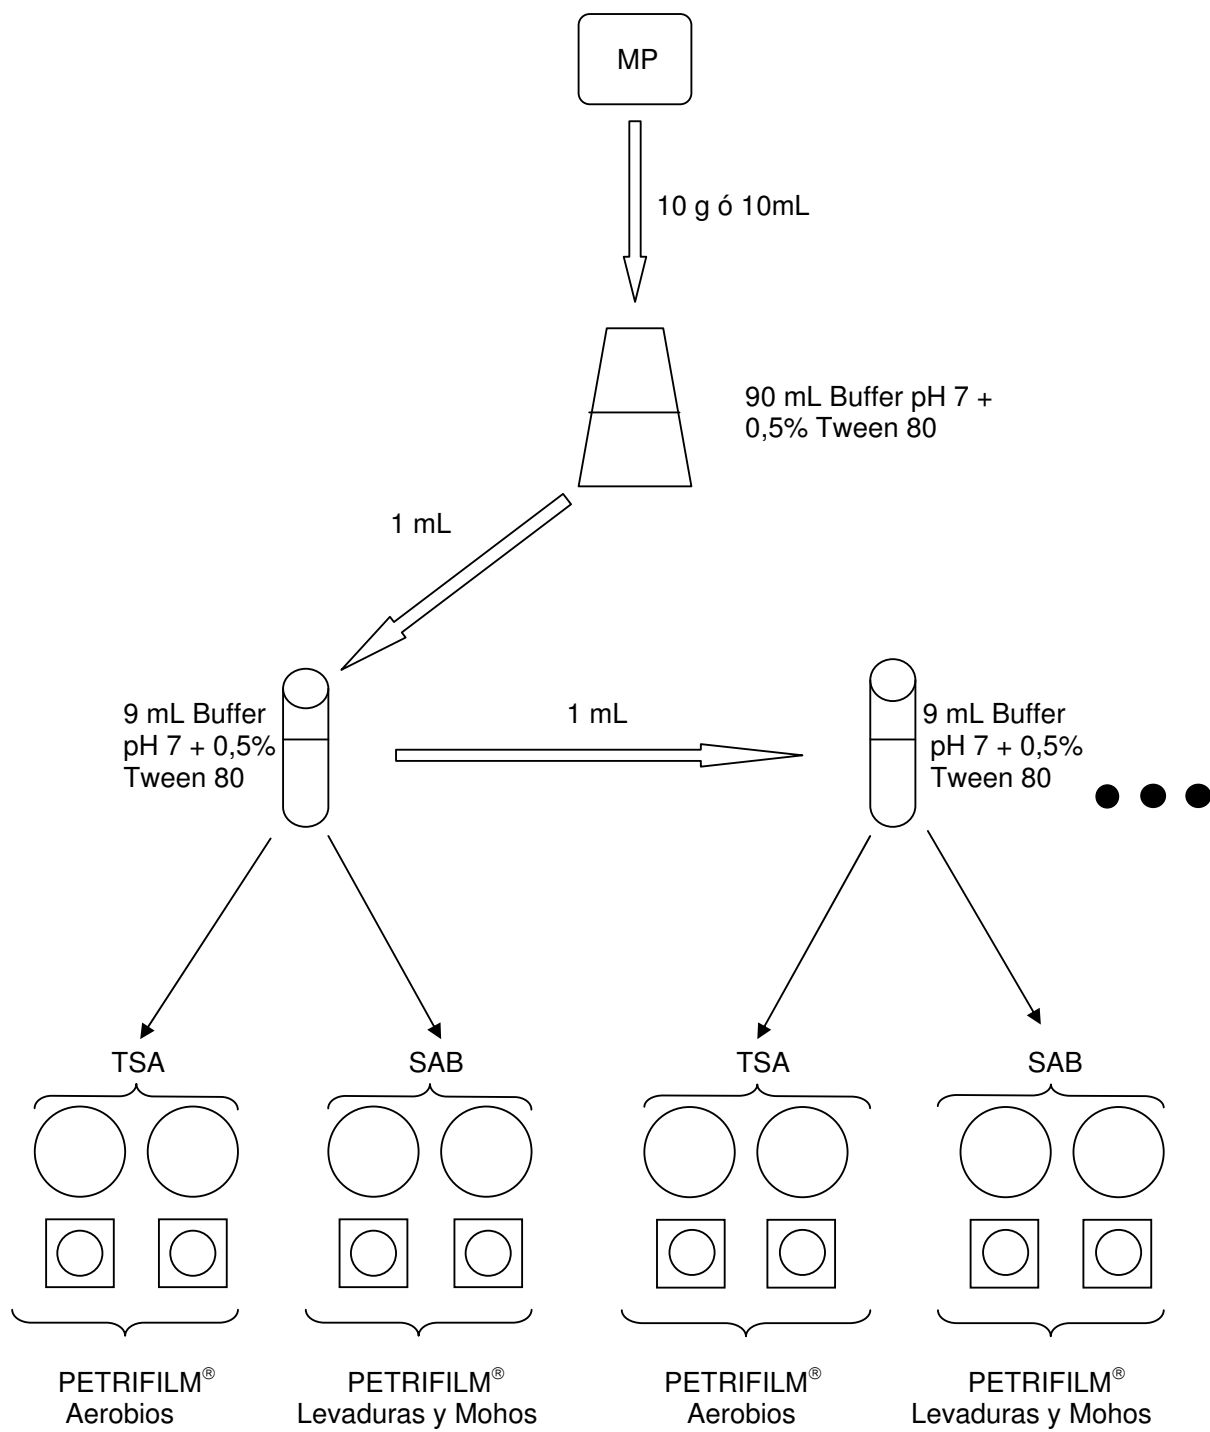 MP
10 g ó 10mL
90 mL Buffer pH 7 +
0,5% Tween 80
1 mL
9 mL Buffer
pH 7 + 0,5%
Tween 80
1 mL
9 mL Buffer
pH 7 + 0,5%
Tween 80
TSA
SAB
TSA
SAB
PETRIFILM®
Aerobios
PETRIFILM®
Levaduras y Mohos
PETRIFILM®
Aerobios
PETRIFILM®
Levaduras y Mohos